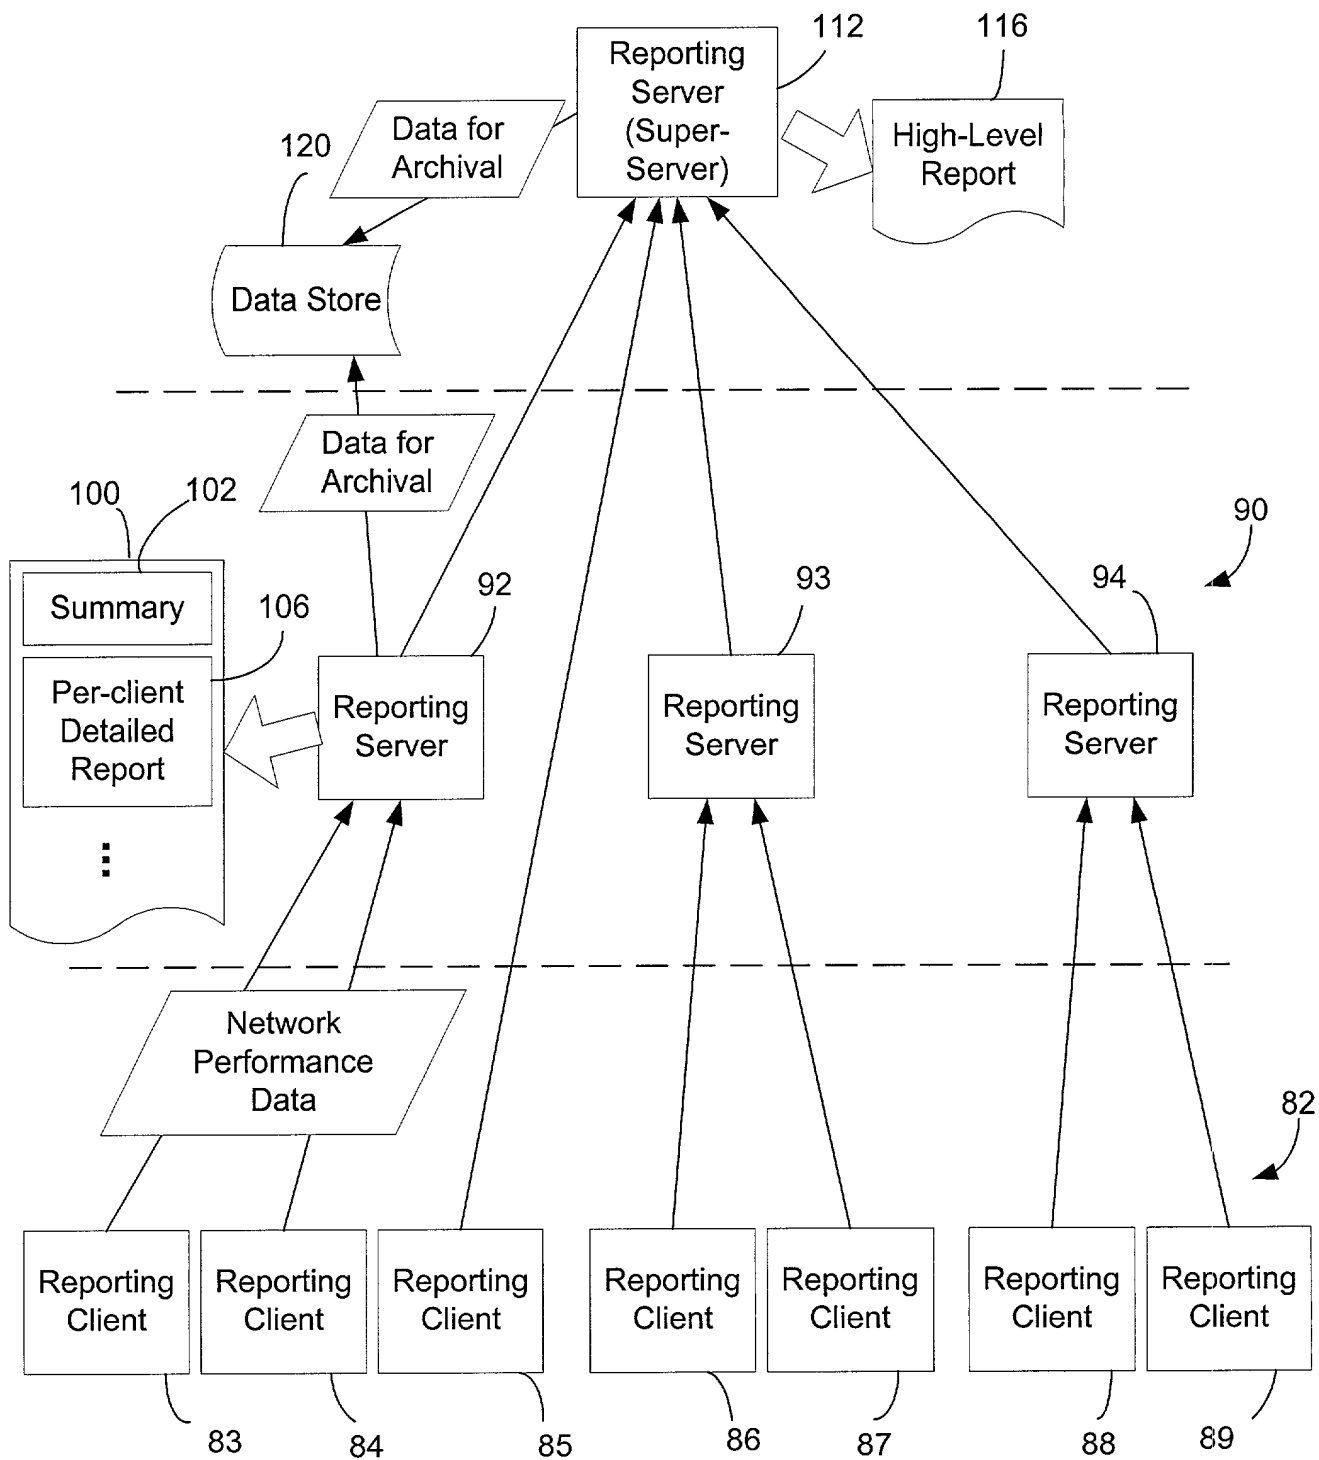 112
116
Reporting
Server
(Super-
Server)
High-Level
Report
Data for
Archival
120
Data Store
Data for
Archival
100
102
90
Summary
106
92
93
94
Per-client
Detailed
Report
Reporting
Server
Reporting
Server
Reporting
Server
Network
Performance
Data
82
Reporting
Client
Reporting
Client
Reporting
Client
Reporting
Client
Reporting
Client
Reporting
Client
Reporting
Client
83
84
85
86
87
88
89